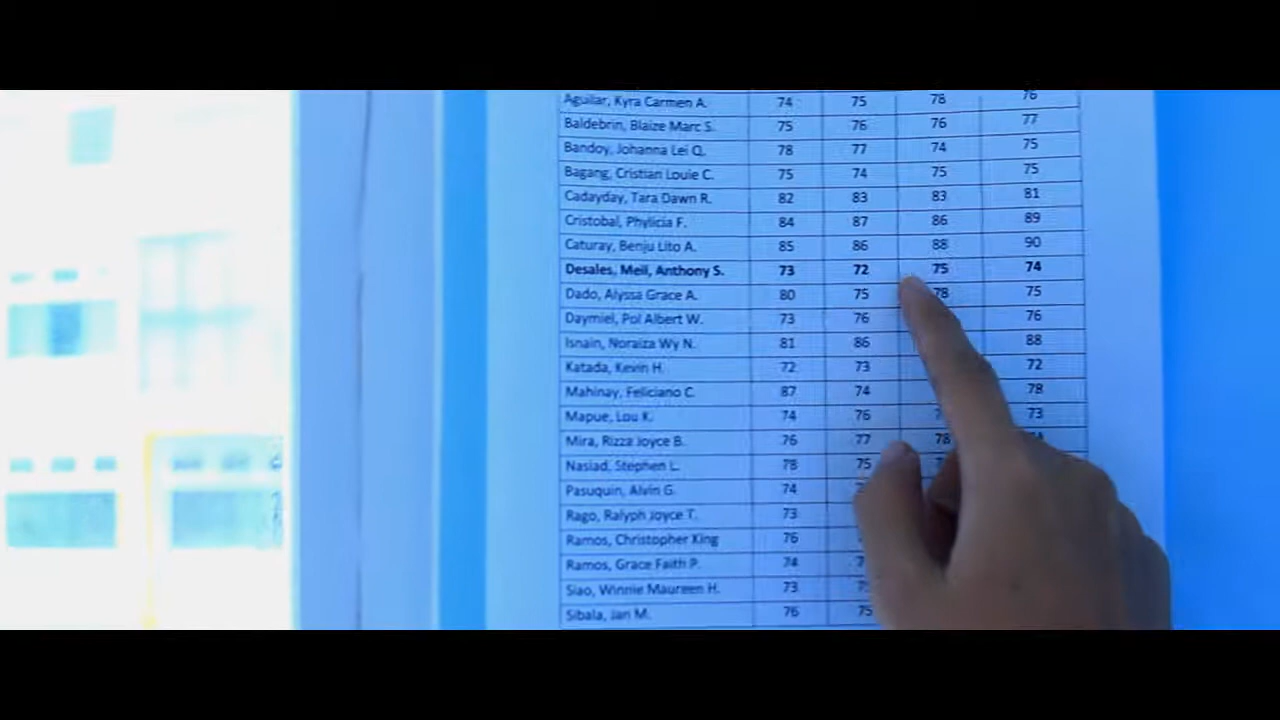 Aguilar, Kyra Carmen A. 74 75 78 76
Baldebrin, Blaize Marc S. 75 76 76 77
Bandoy, Johanna Lei Q. 78 77 74 75
Bagang, Cristian Louie C. 75 74 75 75
Cadayday, Tara Dawn R. 82 83 83 81
Cristobal, Phylicia F. 84 87 86 89
Caturay, Benju Lito A. 85 86 88 90
Desales, Meil, Anthony S. 73 72 75 74
Dado, Alyssa Grace A. 80 75 78 75
Daymiel, Pol Albert W. 73 76 76
Isnain, Noraiza Wy N. 81 86 88
Katada, Kevin H. 72 73 72
Mahinay, Feliciano C. 87 74 78
Mapue, Lou K. 74 76 73
Mira, Rizza Joyce B. 76 77 78
Nasiad, Stephen L. 78 75
Pasuquin, Alvin G. 74
Rago, Ralyph Joyce T. 73
Ramos, Christopher King 76
Ramos, Grace Faith P. 74
Siao, Winnie Maureen H. 73
Sibala, Jan M. 76 75